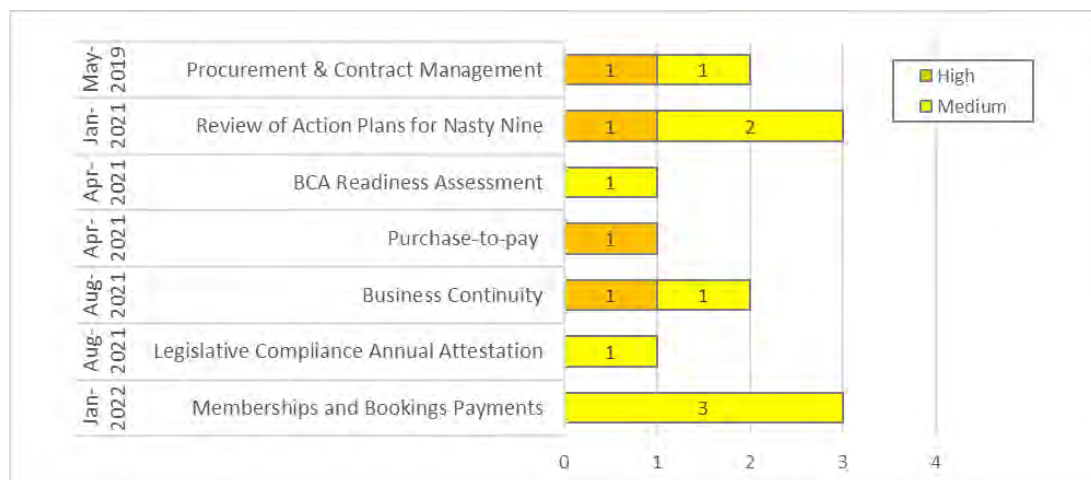 May-
2019
Procurement & Contract Management
1
1
High
Medium
Jan-
2021
Review of Action Plans for Nasty Nine
1
2
Apr-
2021
BCA Readiness Assessment
1
Apr-
2021
Purchase-to-pay
1
Aug-
2021
Business Continuity
1
1
Aug-
2021
Legislative Compliance Annual Attestation
1
Jan-
2022
Memberships and Bookings Payments
3
0 1 2 3 4